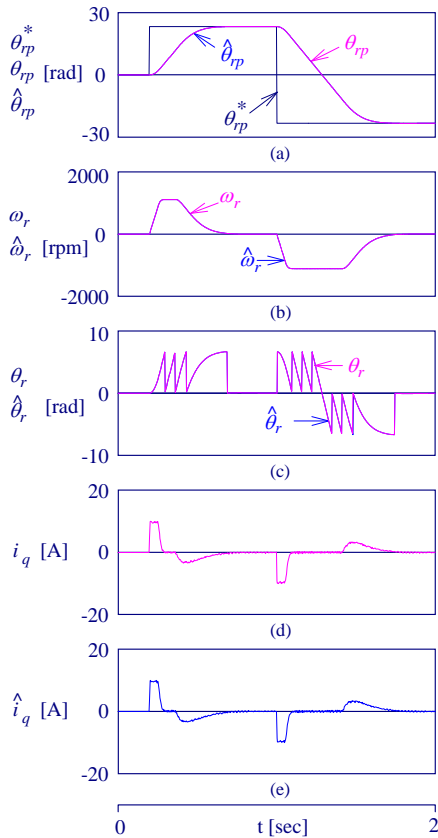 30
θ*rp
θrp [rad] 0
θ̂rp
-30
θ̂rp
θrp
θ*rp
(a)
2000
ωr
0
ω̂r [rpm]
-2000
ωr
ω̂r
(b)
10
θr
0
θ̂r [rad]
-10
θr
θ̂r
(c)
20
iq [A] 0
-20
(d)
20
îq [A] 0
-20
(e)
0 t [sec] 2